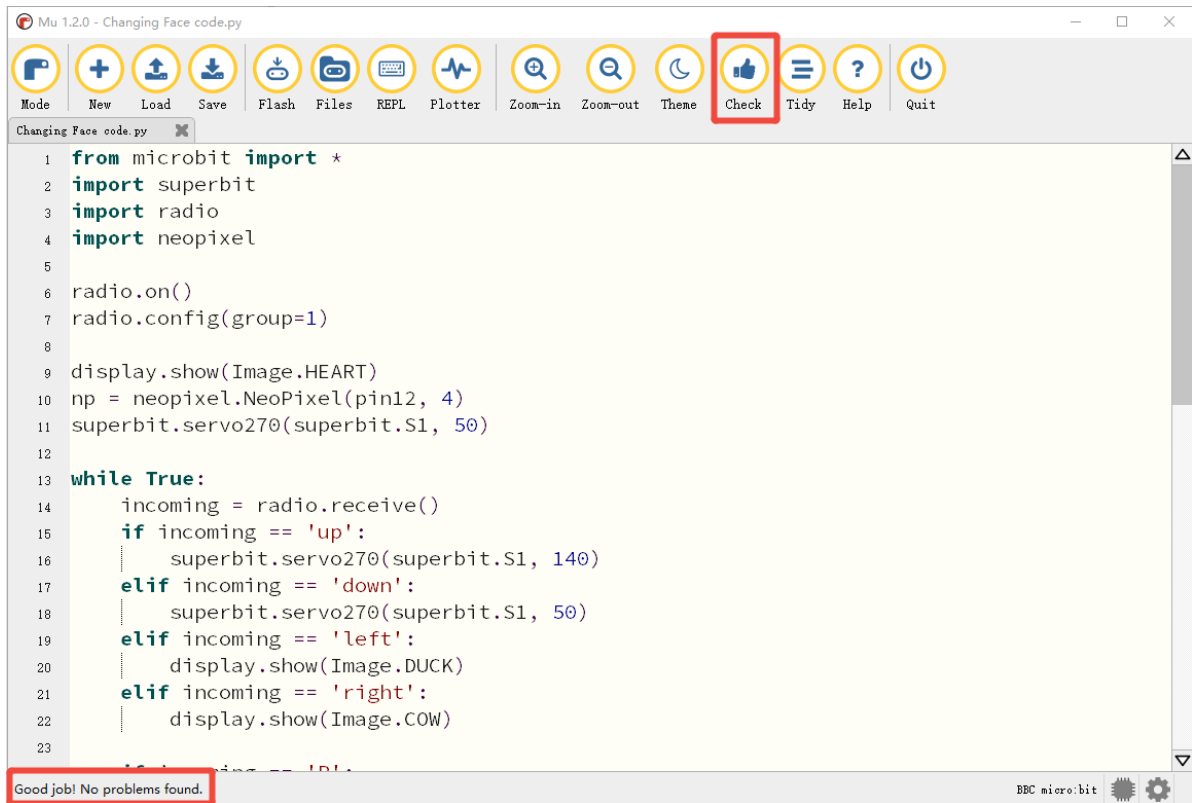 Mu 1.2.0 - Changing Face code.py
Mode New Load Save Flash Files REPL Plotter Zoom-in Zoom-out Theme Check Tidy Help Quit
Changing Face code.py
1 from microbit import *
2 import superbit
3 import radio
4 import neopixel
5
6 radio.on()
7 radio.config(group=1)
8
9 display.show(Image.HEART)
10 np = neopixel.NeoPixel(pin12, 4)
11 superbit.servo270(superbit.S1, 50)
12
13 while True:
14     incoming = radio.receive()
15     if incoming == 'up':
16         superbit.servo270(superbit.S1, 140)
17     elif incoming == 'down':
18         superbit.servo270(superbit.S1, 50)
19     elif incoming == 'left':
20         display.show(Image.DUCK)
21     elif incoming == 'right':
22         display.show(Image.COW)
23
Good job! No problems found.
BBC micro:bit